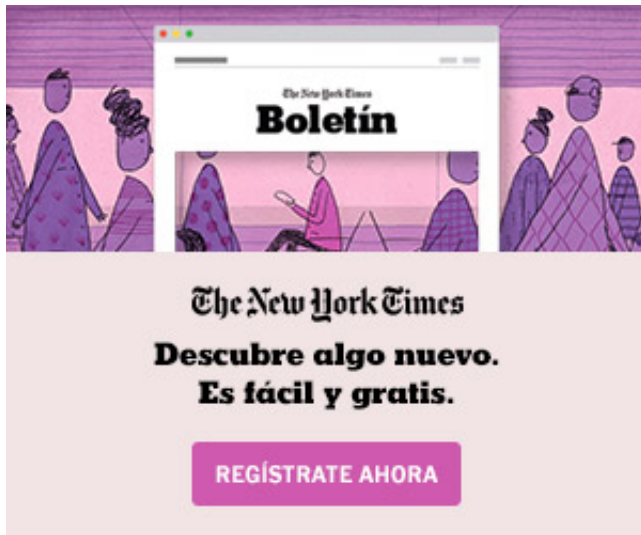 The New York Times
Boletín
The New York Times
Descubre algo nuevo.
Es fácil y gratis.
REGÍSTRATE AHORA